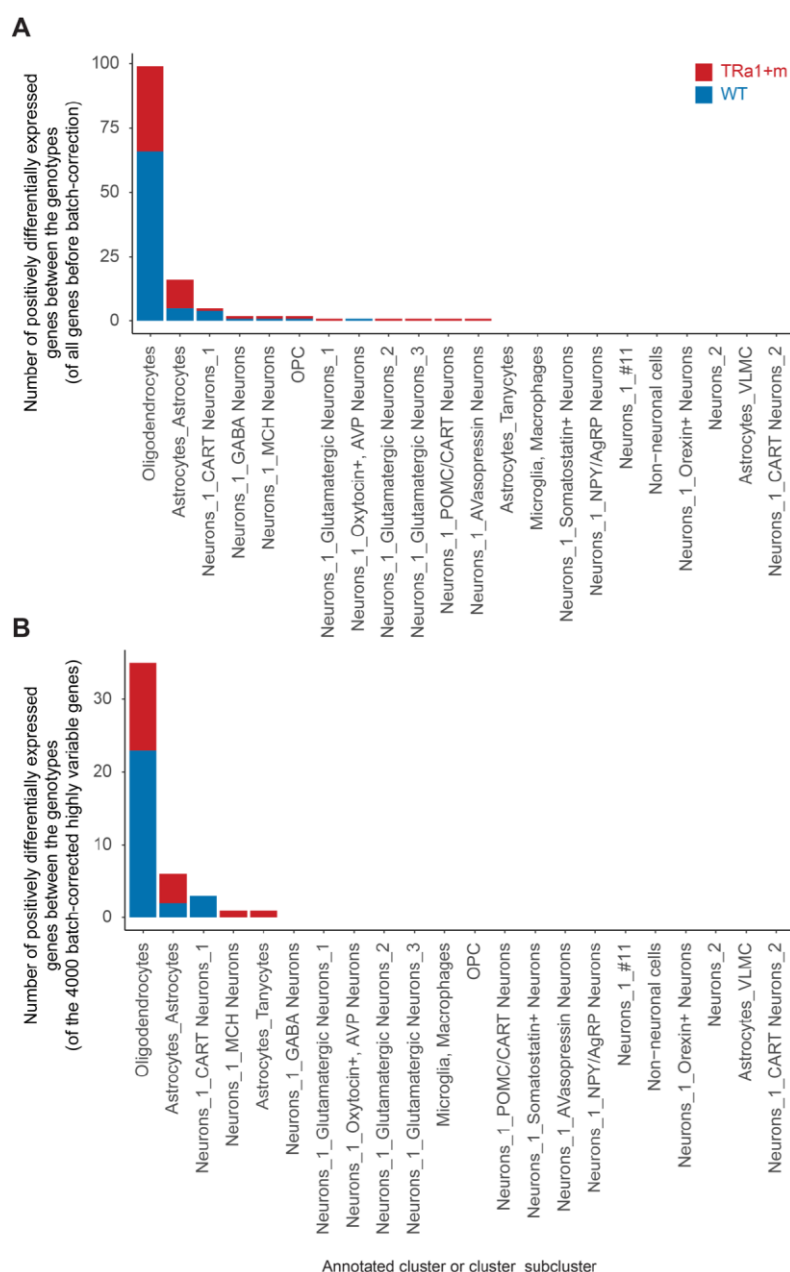 A
Number of positively differentially expressed
genes between the genotypes
(of all genes before batch-correction)
100
75
50
25
0
TRa1+m
WT
Oligodendrocytes
Astrocytes_Astrocytes
Neurons_1_CART Neurons_1
Neurons_1_GABA Neurons
Neurons_1_MCH Neurons
OPC
Neurons_1_Glutamatergic Neurons_1
Neurons_1_Oxytocin+, AVP Neurons
Neurons_1_Glutamatergic Neurons_2
Neurons_1_Glutamatergic Neurons_3
Neurons_1_POMC/CART Neurons
Neurons_1_AVasopressin Neurons
Astrocytes_Tanycytes
Microglia, Macrophages
Neurons_1_Somatostatin+ Neurons
Neurons_1_NPY/AgRP Neurons
Neurons_1_#11
Non−neuronal cells
Neurons_1_Orexin+ Neurons
Neurons_2
Astrocytes_VLMC
Neurons_1_CART Neurons_2
B
Number of positively differentially expressed
genes between the genotypes
(of the 4000 batch-corrected highly variable genes)
30
20
10
0
Oligodendrocytes
Astrocytes_Astrocytes
Neurons_1_CART Neurons_1
Neurons_1_MCH Neurons
Astrocytes_Tanycytes
Neurons_1_GABA Neurons
Neurons_1_Glutamatergic Neurons_1
Neurons_1_Oxytocin+, AVP Neurons
Neurons_1_Glutamatergic Neurons_2
Neurons_1_Glutamatergic Neurons_3
Microglia, Macrophages
OPC
Neurons_1_POMC/CART Neurons
Neurons_1_Somatostatin+ Neurons
Neurons_1_AVasopressin Neurons
Neurons_1_NPY/AgRP Neurons
Neurons_1_#11
Non−neuronal cells
Neurons_1_Orexin+ Neurons
Neurons_2
Astrocytes_VLMC
Neurons_1_CART Neurons_2
Annotated cluster or cluster_subcluster